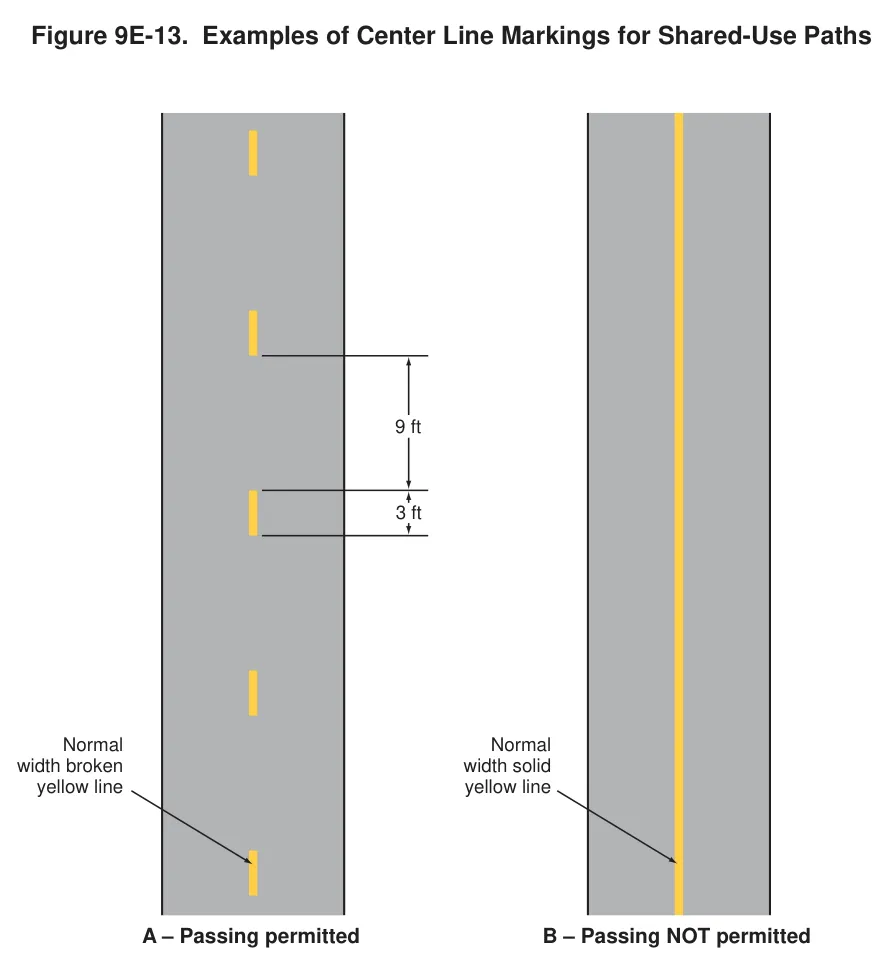 Figure 9E-13. Examples of Center Line Markings for Shared-Use Paths
9 ft
3 ft
Normal
width broken
yellow line
Normal
width solid
yellow line
A – Passing permitted
B – Passing NOT permitted